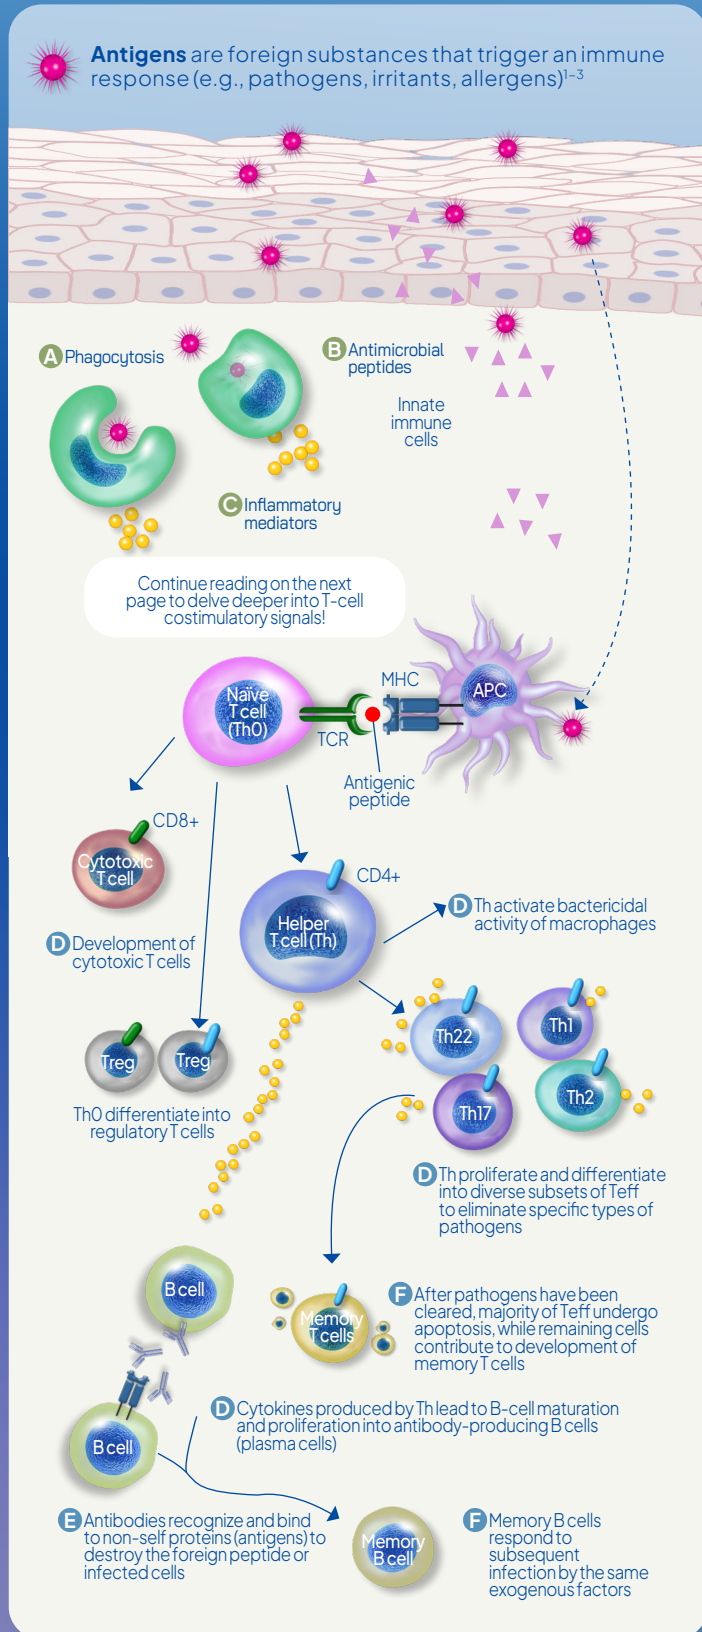 Antigens are foreign substances that trigger an immune
response (e.g., pathogens, irritants, allergens)1–3
A Phagocytosis
B Antimicrobial
peptides
Innate
immune
cells
C Inflammatory
mediators
Continue reading on the next
page to delve deeper into T-cell
costimulatory signals!
Naïve
T cell
(Th0)
TCR
MHC
APC
Antigenic
peptide
CD8+
Cytotoxic
T cell
D Development of
cytotoxic T cells
CD4+
Helper
T cell (Th)
D Th activate bactericidal
activity of macrophages
Treg
Treg
Th0 differentiate into
regulatory T cells
Th22
Th1
Th17
Th2
D Th proliferate and differentiate
into diverse subsets of Teff
to eliminate specific types of
pathogens
B cell
Memory
T cells
F After pathogens have been
cleared, majority of Teff undergo
apoptosis, while remaining cells
contribute to development of
memory T cells
D Cytokines produced by Th lead to B-cell maturation
and proliferation into antibody-producing B cells
(plasma cells)
B cell
E Antibodies recognize and bind
to non-self proteins (antigens) to
destroy the foreign peptide or
infected cells
Memory
B cell
F Memory B cells
respond to
subsequent
infection by the same
exogenous factors